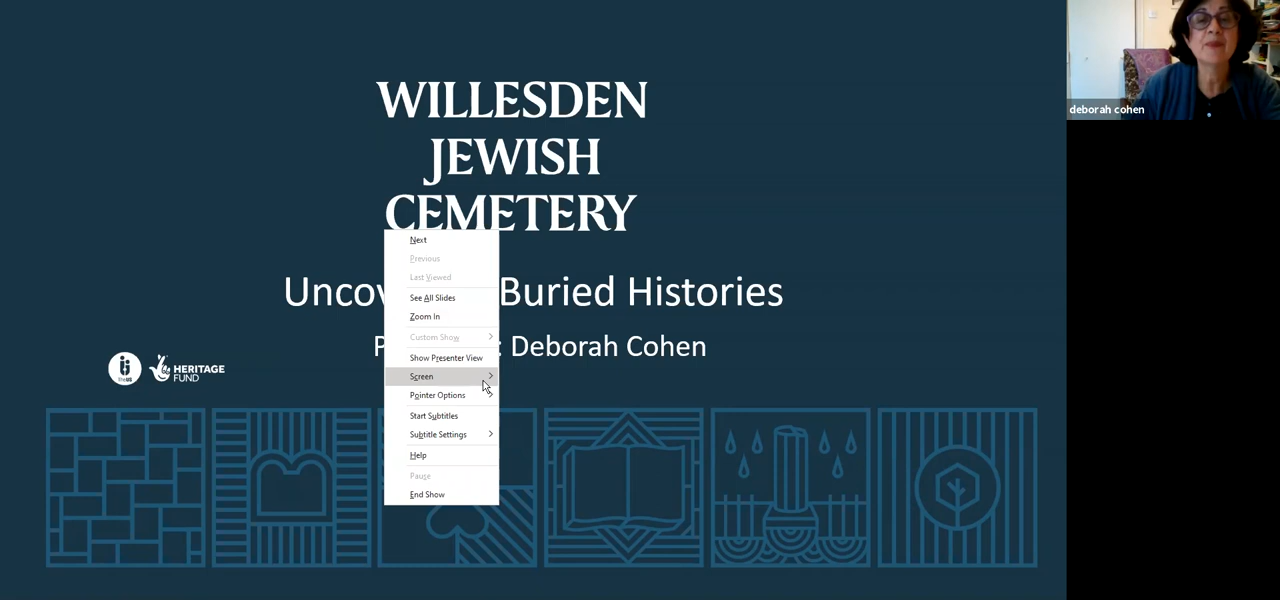 WILLESDEN
JEWISH
CEMETERY
deborah cohen
Next
Previous
Last Viewed
See All Slides
Zoom In
Custom Show
Show Presenter View
Screen
Pointer Options
Start Subtitles
Subtitle Settings
Help
Pause
End Show
Buried Histories
: Deborah Cohen
HERITAGE
FUND